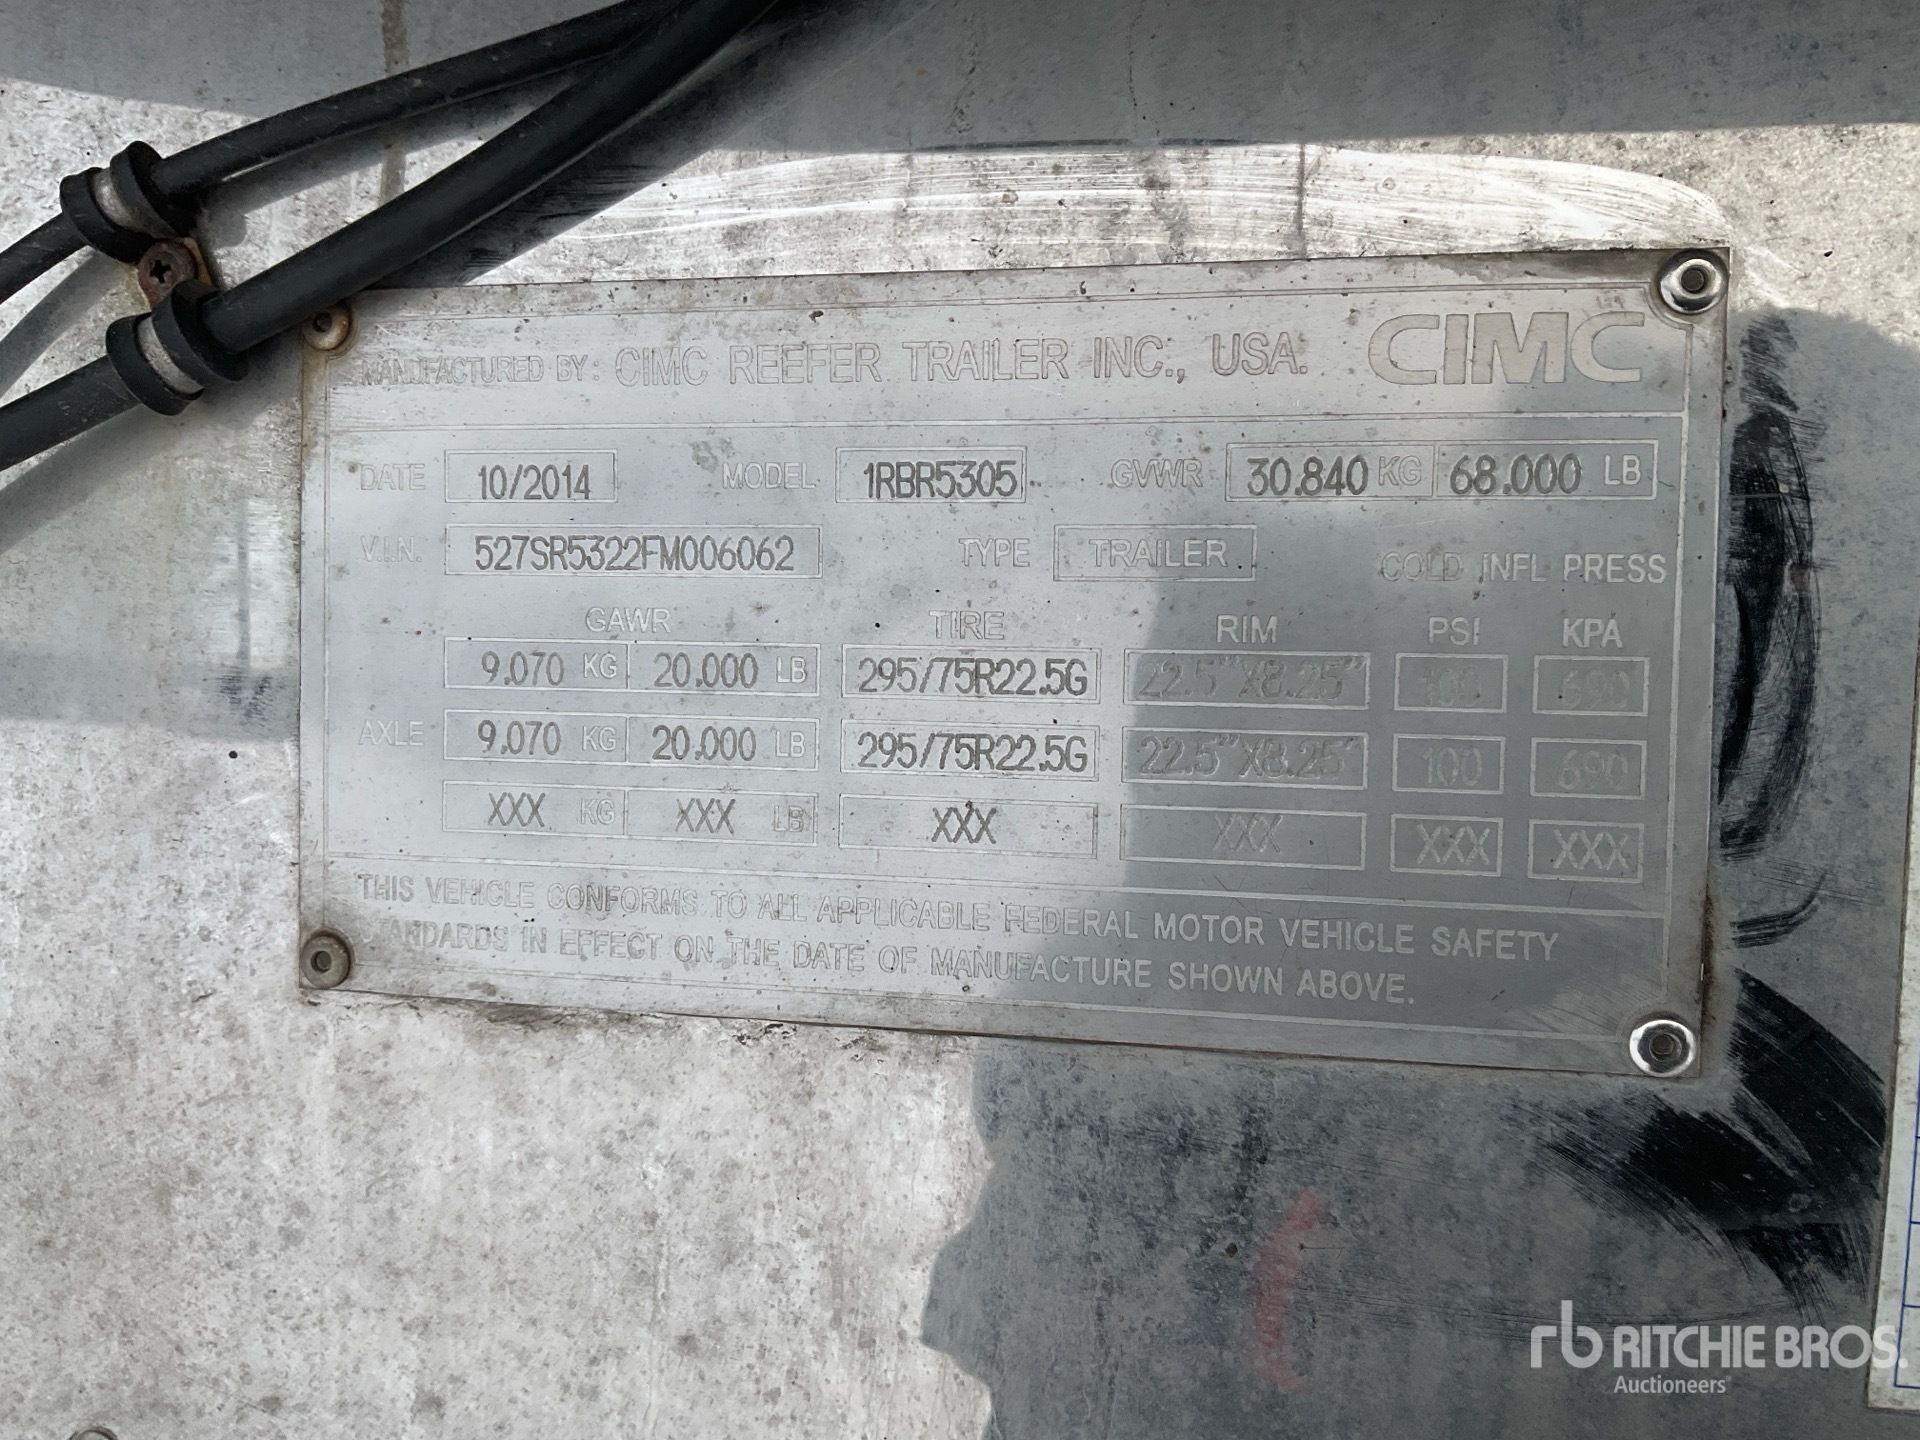 MANUFACTURED BY: CIMC REEFER TRAILER INC., USA. CIMC
DATE 10/2014 MODEL 1RBR5305 GVWR 30.840 KG 68.000 LB
V.I.N. 527SR5322FM006062 TYPE TRAILER COLD INFL PRESS
GAWR TIRE RIM PSI KPA
9.070 KG 20.000 LB 295/75R22.5G 22.5"X8.25" 100 690
AXLE 9.070 KG 20.000 LB 295/75R22.5G 22.5"X8.25" 100 690
XXX KG XXX LB XXX XXX XXX XXX
THIS VEHICLE CONFORMS TO ALL APPLICABLE FEDERAL MOTOR VEHICLE SAFETY
STANDARDS IN EFFECT ON THE DATE OF MANUFACTURE SHOWN ABOVE.
rb RITCHIE BROS.
Auctioneers